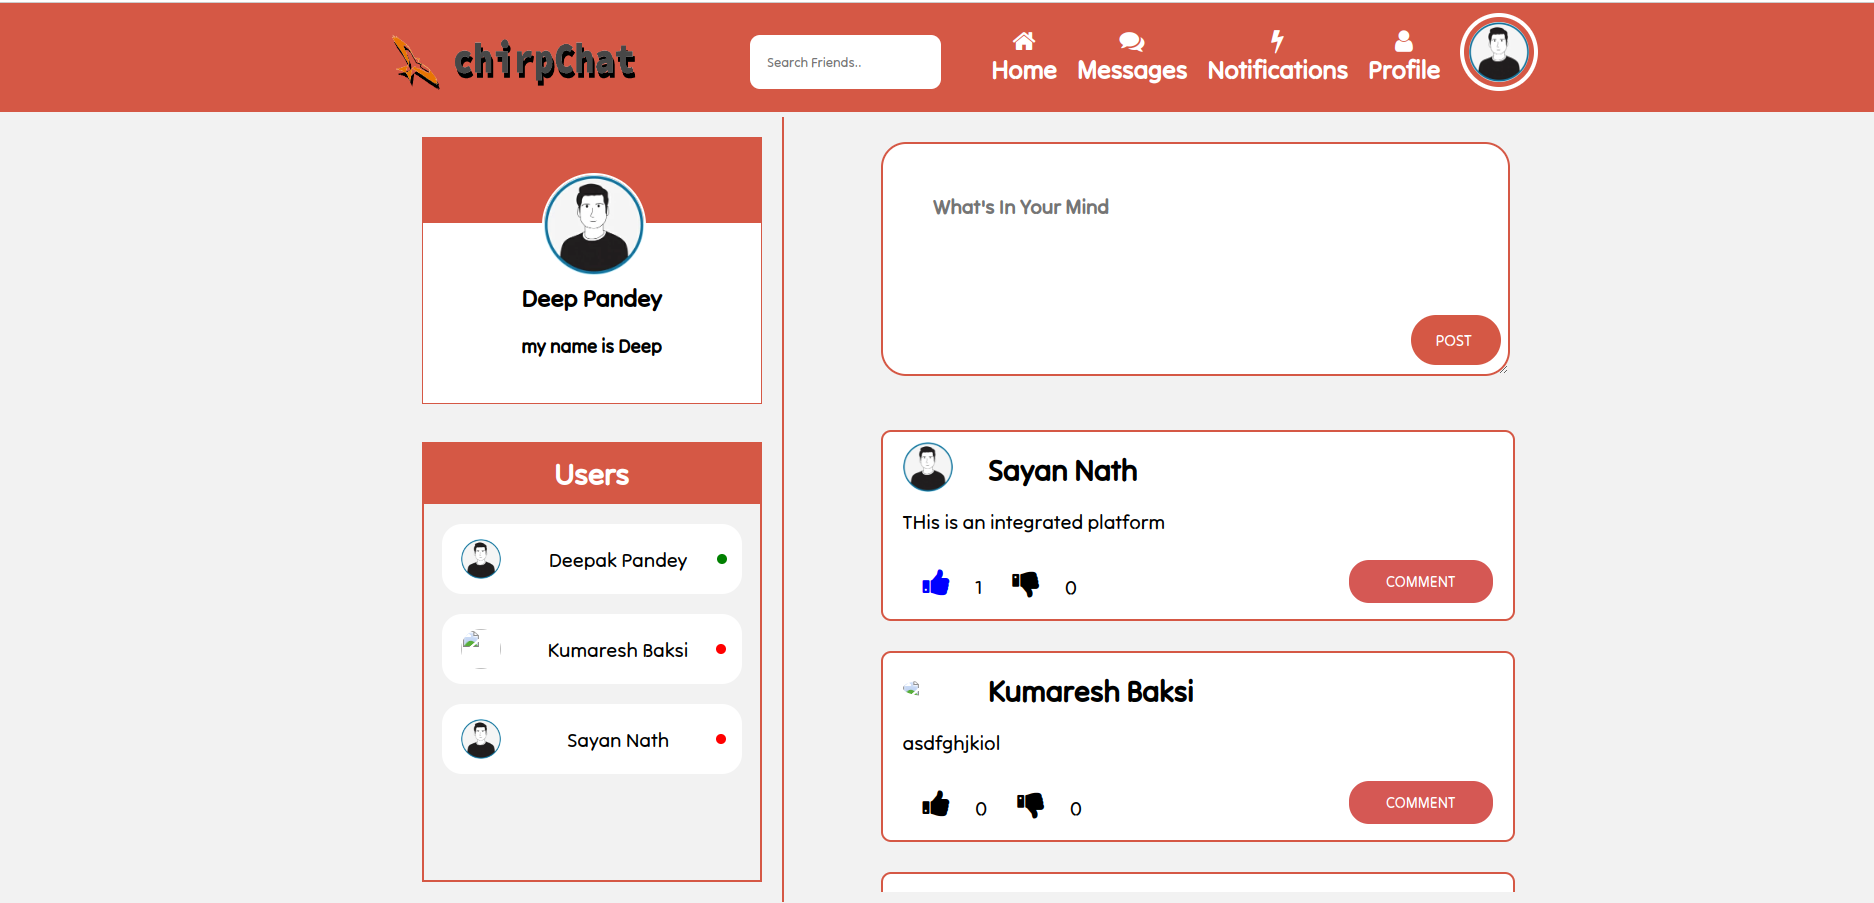 chirpChat
Search Friends..
Home Messages Notifications Profile
Deep Pandey
my name is Deep
Users
Deepak Pandey
Kumaresh Baksi
Sayan Nath
What's In Your Mind
POST
Sayan Nath
THis is an integrated platform
1 0
COMMENT
Kumaresh Baksi
asdfghjkiol
0 0
COMMENT